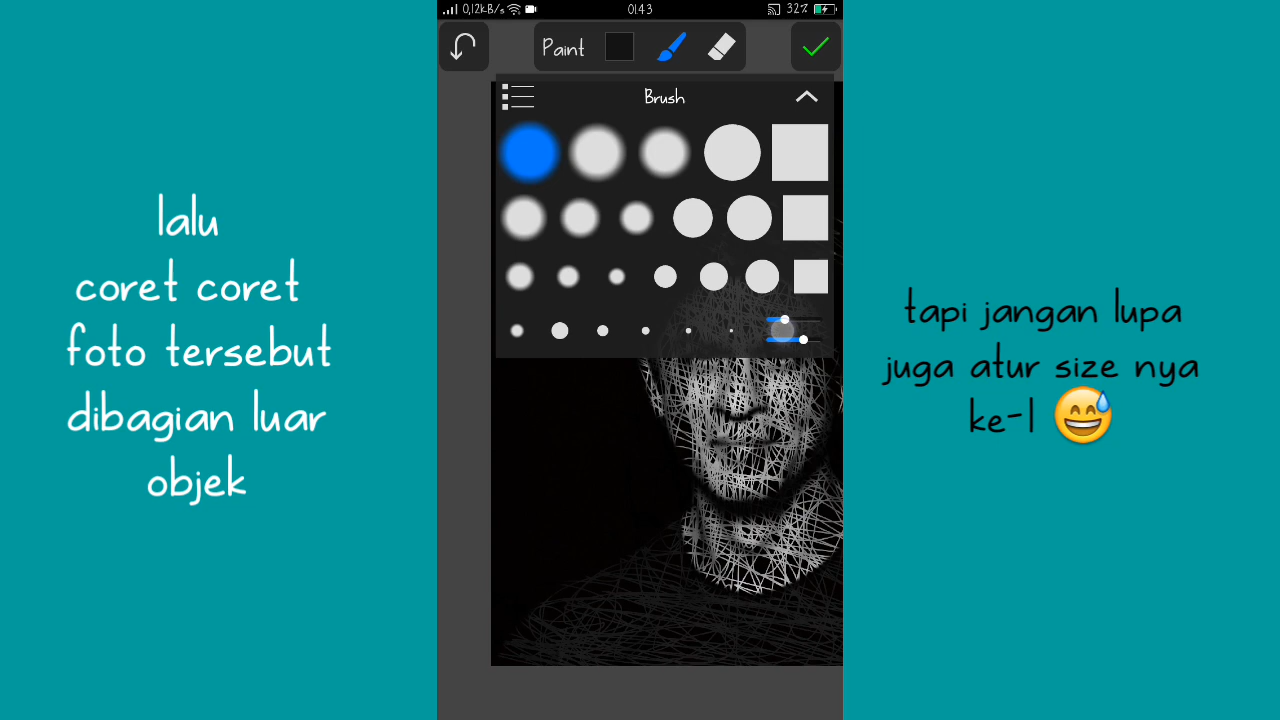 0,12KB/s
01.43
32%
Paint
Brush
lalu
coret coret
foto tersebut
dibagian luar
objek
tapi jangan lupa
juga atur size nya
ke-1